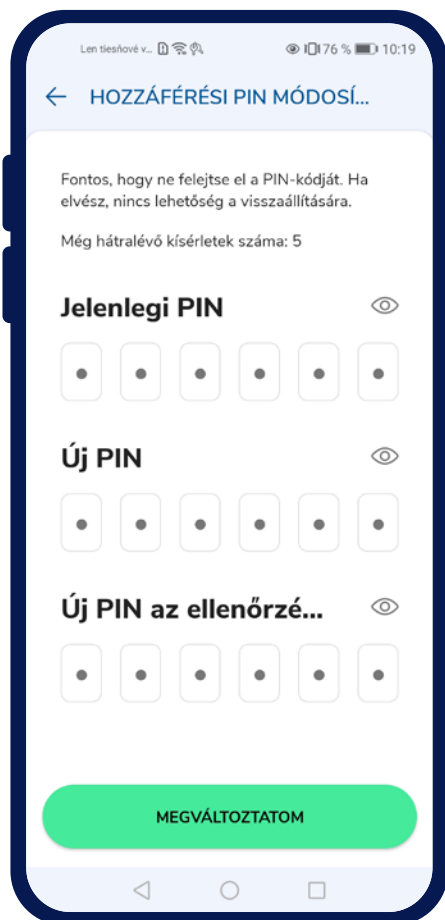 Len tiesňové v... 76 % 10:19
HOZZÁFÉRÉSI PIN MÓDOSÍ...
Fontos, hogy ne felejtse el a PIN-kódját. Ha
elvész, nincs lehetőség a visszaállítására.
Még hátralévő kísérletek száma: 5
Jelenlegi PIN
Új PIN
Új PIN az ellenőrzé...
MEGVÁLTOZTATOM